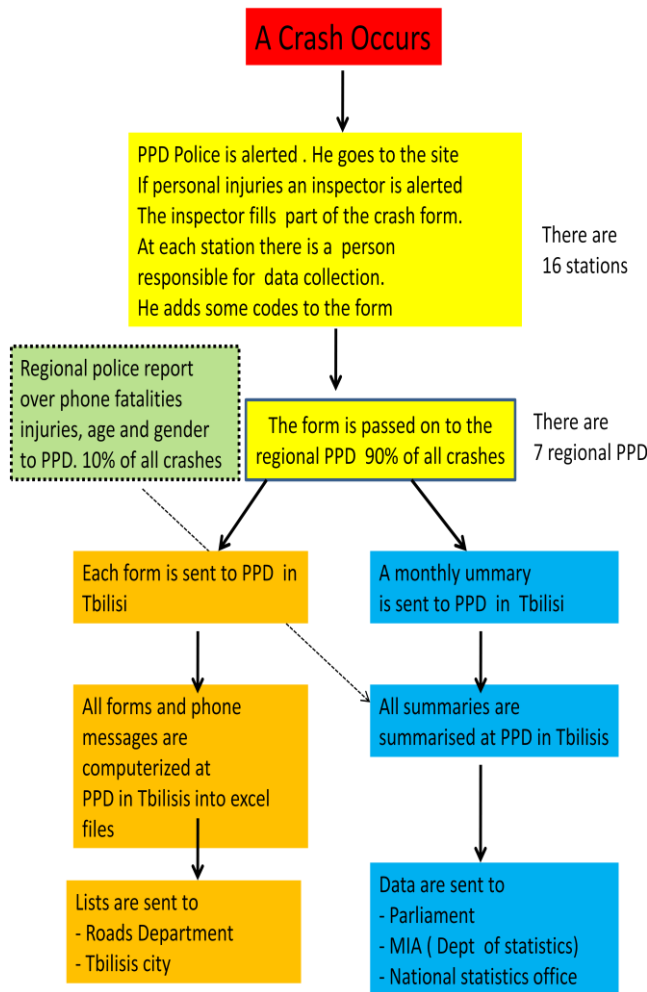 A Crash Occurs
PPD Police is alerted . He goes to the site
If personal injuries an inspector is alerted
The inspector fills part of the crash form.
At each station there is a person
responsible for data collection.
He adds some codes to the form
There are
16 stations
Regional police report
over phone fatalities
injuries, age and gender
to PPD. 10% of all crashes
The form is passed on to the
regional PPD 90% of all crashes
There are
7 regional PPD
Each form is sent to PPD in
Tbilisi
A monthly ummary
is sent to PPD in Tbilisi
All forms and phone
messages are
computerized at
PPD in Tbilisis into excel
files
All summaries are
summarised at PPD in Tbilisis
Lists are sent to
- Roads Department
- Tbilisis city
Data are sent to
- Parliament
- MIA ( Dept of statistics)
- National statistics office